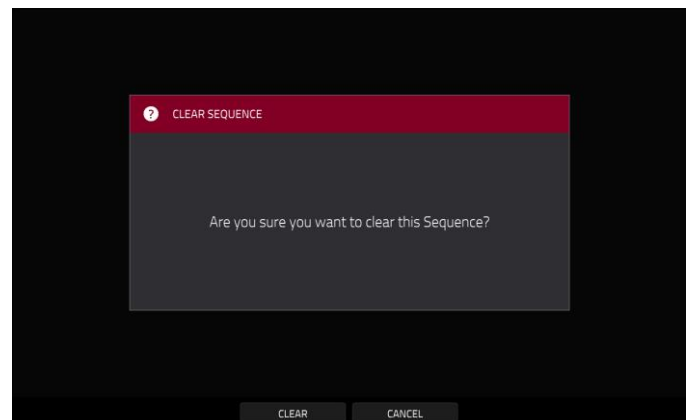 ? CLEAR SEQUENCE
Are you sure you want to clear this Sequence?
CLEAR CANCEL